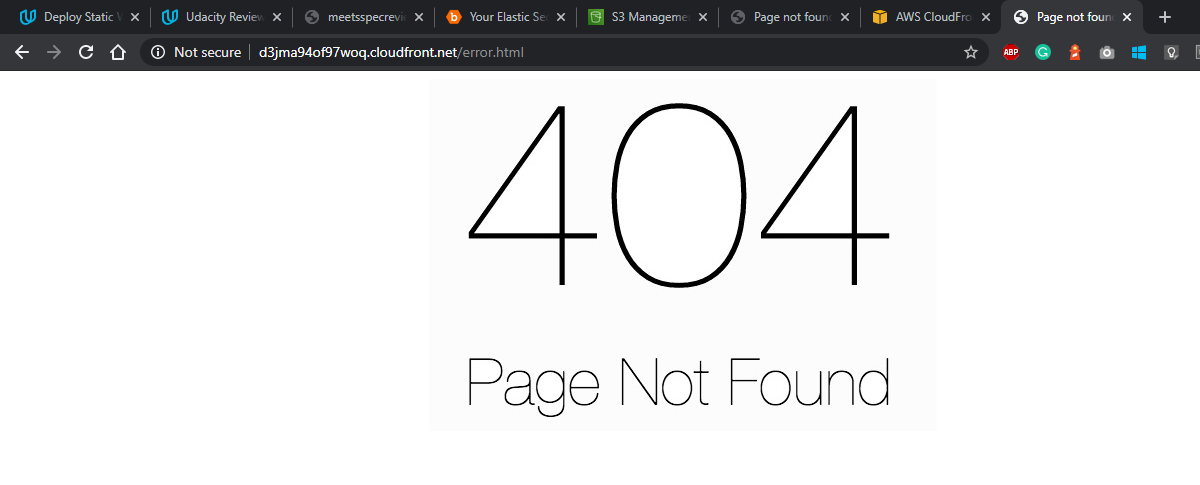 Deploy Static
Udacity Review
meetsspecrevi
Your Elastic Se
S3 Manageme
Page not foun
AWS CloudFro
Page not foun
Not secure
d3jma94of97woq.cloudfront.net/error.html
ABP
404
Page Not Found